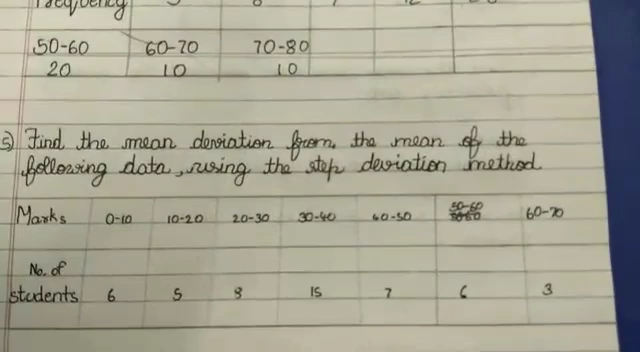 Frequency
50-60 60-70 70-80
20 10 10
5) Find the mean deviation from the mean of the
following data, using the step deviation method
Marks 0-10 10-20 20-30 30-40 40-50 50-60 60-70
No. of
students 6 5 8 15 7 6 3